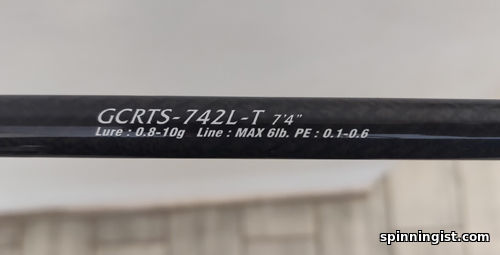 GCRTS-742L-T 7'4"
Lure : 0.8-10g Line : MAX 6lb. PE : 0.1-0.6
spinningist.com